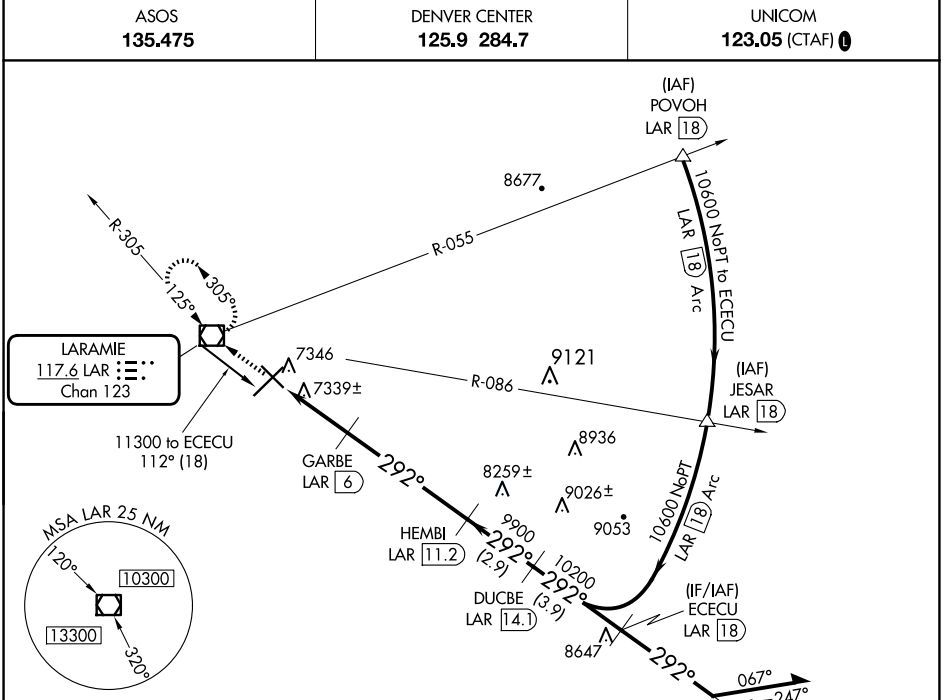 ASOS
135.475
DENVER CENTER
125.9 284.7
UNICOM
123.05 (CTAF) L
(IAF)
POVOH
LAR 18
8677
10600 NoPT to ECECU
LAR 18 Arc
R-055
R-305
305°
125°
LARAMIE
117.6 LAR
Chan 123
7346
7339±
R-086
9121
(IAF)
JESAR
LAR 18
11300 to ECECU
112° (18)
GARBE
LAR 6
292°
8936
8259±
9026±
9053
10600 NoPT
LAR 18 Arc
HEMBI
LAR 11.2
9900
292°
(2.9)
10200
292°
DUCBE
LAR 14.1
(3.9)
(IF/IAF)
ECECU
LAR 18
8647
292°
067°
247°
MSA LAR 25 NM
120°
10300
13300
320°